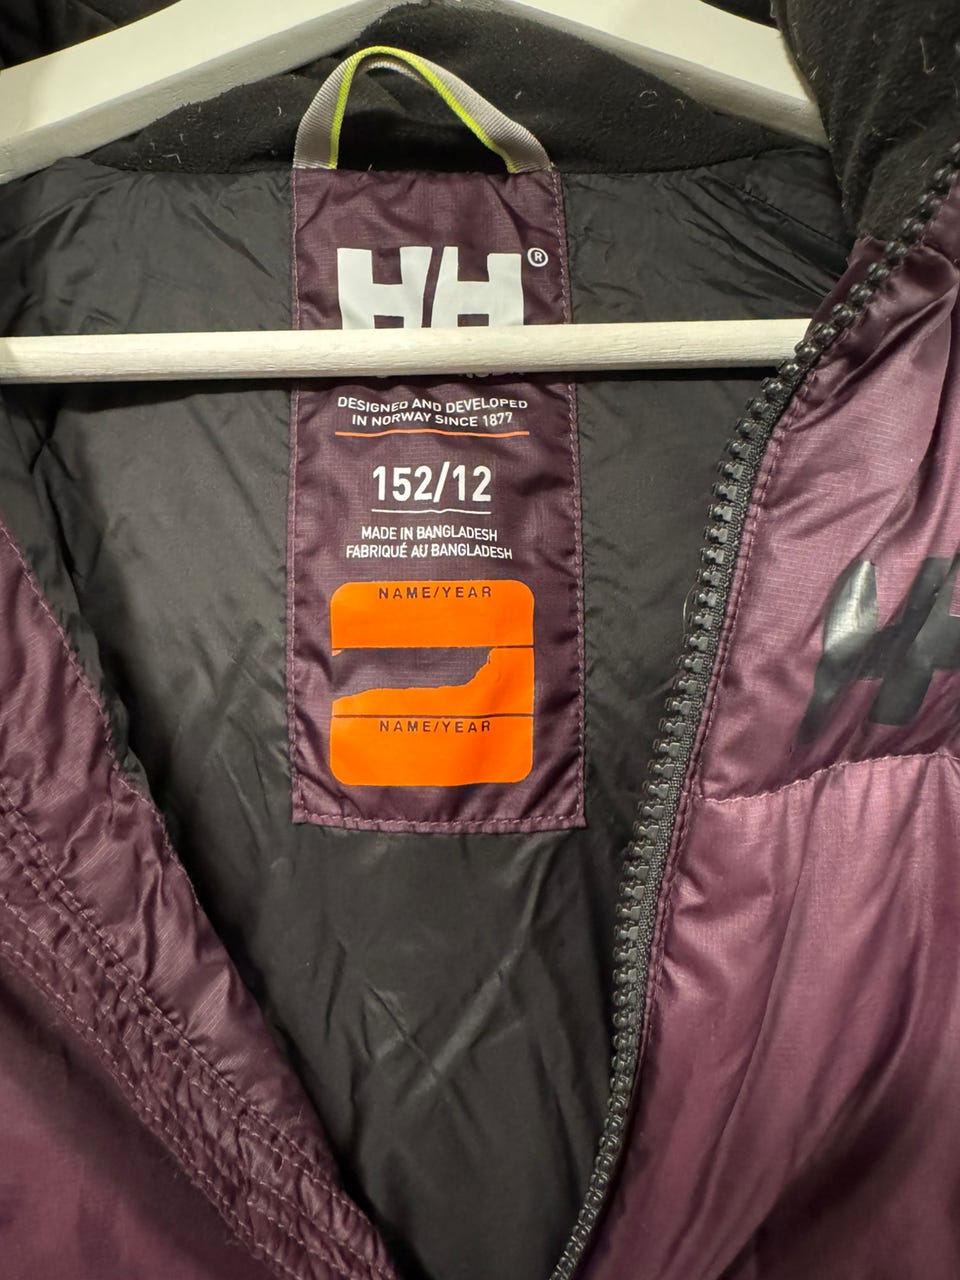 HH®
DESIGNED AND DEVELOPED
IN NORWAY SINCE 1877
152/12
MADE IN BANGLADESH
FABRIQUÉ AU BANGLADESH
NAME/YEAR
NAME/YEAR